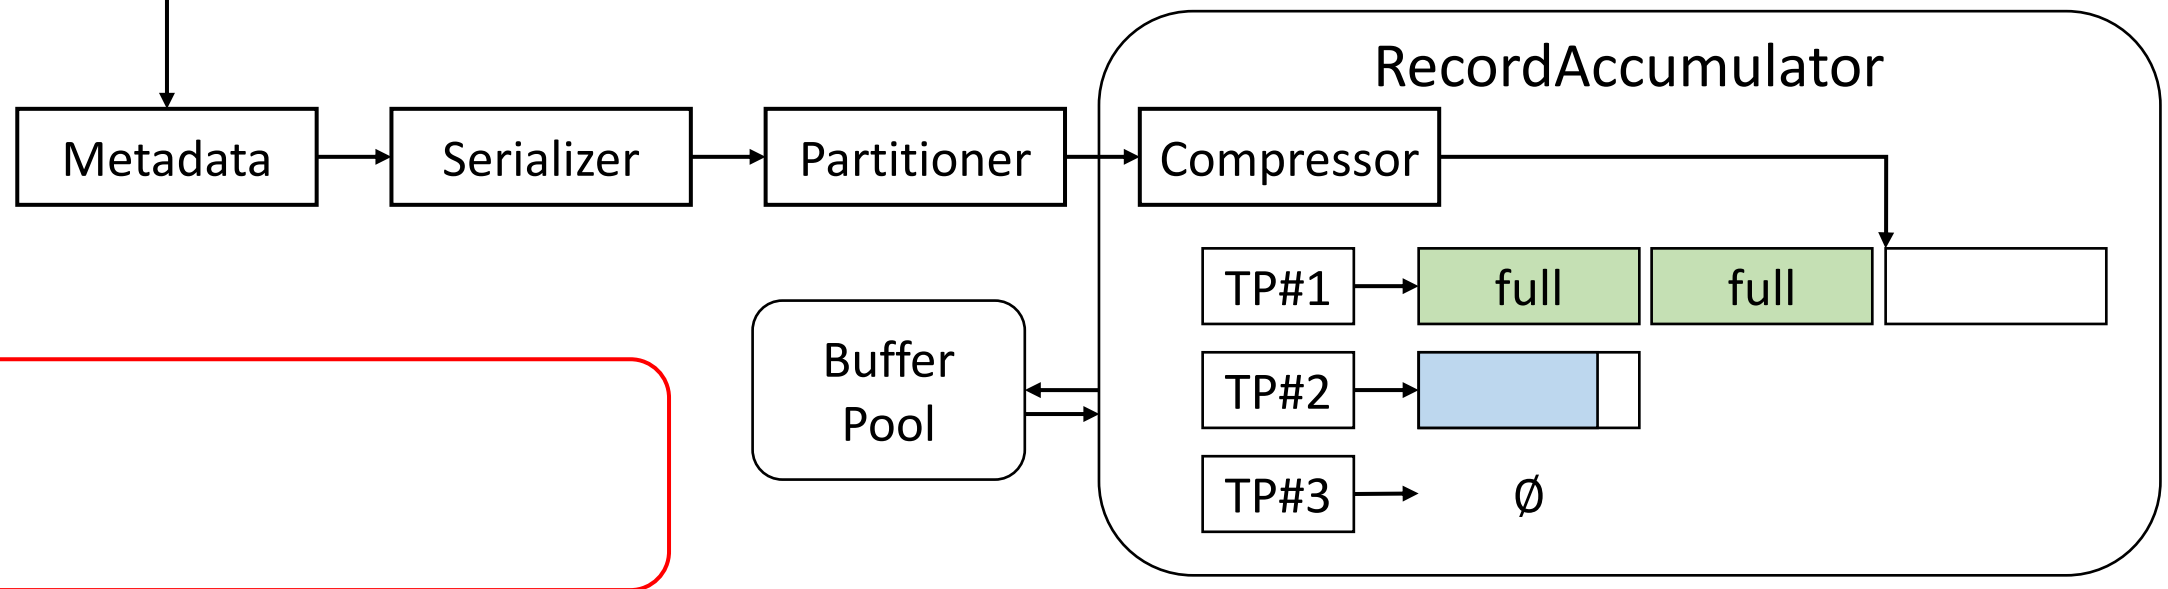 RecordAccumulator
Metadata
Serializer
Partitioner
Compressor
TP#1
full
full
Buffer
Pool
TP#2
TP#3
Ø